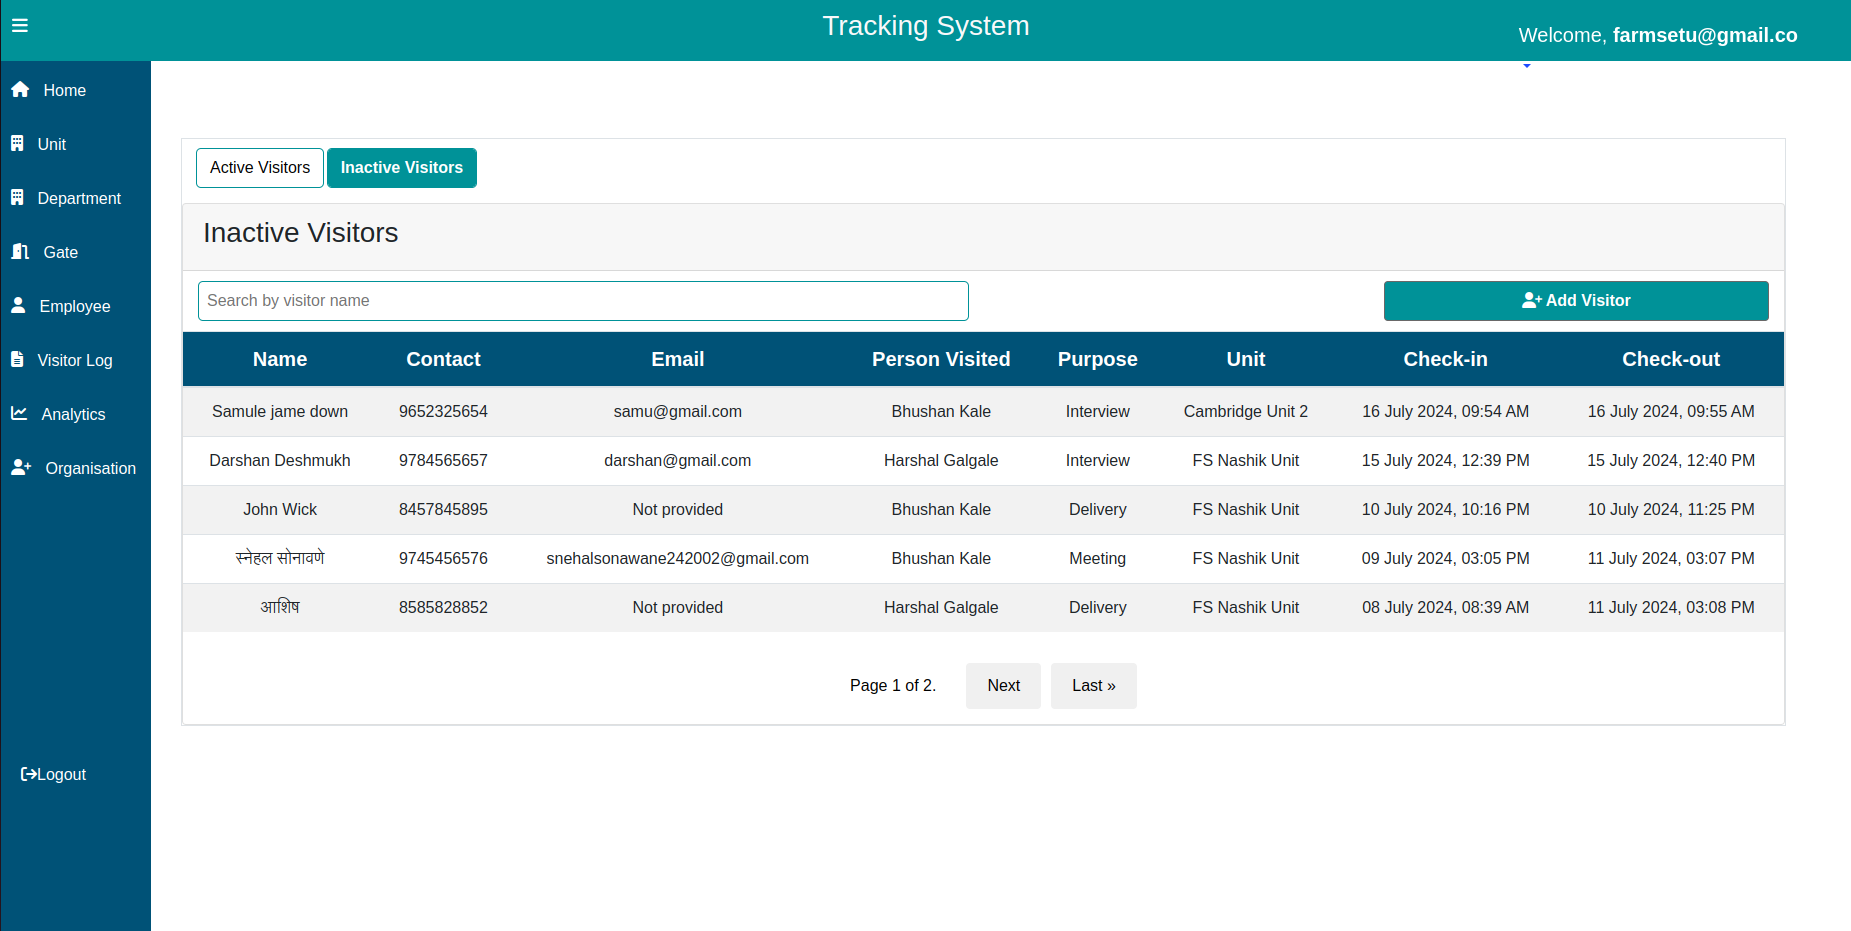 Tracking System
Welcome, farmsetu@gmail.co
Home
Unit
Department
Gate
Employee
Visitor Log
Analytics
Organisation
Logout
Active Visitors Inactive Visitors
Inactive Visitors
Search by visitor name Add Visitor
Name Contact Email Person Visited Purpose Unit Check-in Check-out
Samule jame down 9652325654 samu@gmail.com Bhushan Kale Interview Cambridge Unit 2 16 July 2024, 09:54 AM 16 July 2024, 09:55 AM
Darshan Deshmukh 9784565657 darshan@gmail.com Harshal Galgale Interview FS Nashik Unit 15 July 2024, 12:39 PM 15 July 2024, 12:40 PM
John Wick 8457845895 Not provided Bhushan Kale Delivery FS Nashik Unit 10 July 2024, 10:16 PM 10 July 2024, 11:25 PM
स्नेहल सोनावणे 9745456576 snehalsonawane242002@gmail.com Bhushan Kale Meeting FS Nashik Unit 09 July 2024, 03:05 PM 11 July 2024, 03:07 PM
आशिष 8585828852 Not provided Harshal Galgale Delivery FS Nashik Unit 08 July 2024, 08:39 AM 11 July 2024, 03:08 PM
Page 1 of 2. Next Last »